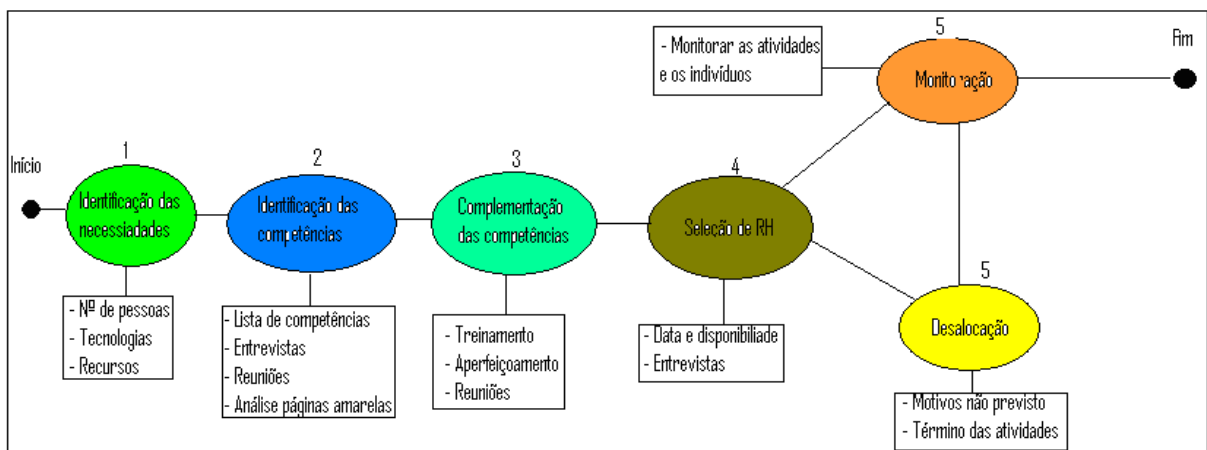 Início
1
Identificação das
necessiadades
- Nº de pessoas
- Tecnologias
- Recursos
2
Identificação das
competências
- Lista de competências
- Entrevistas
- Reuniões
- Análise páginas amarelas
3
Complementação
das competências
- Treinamento
- Aperfeiçoamento
- Reuniões
4
Seleção de RH
- Data e disponibiliade
- Entrevistas
5
Monitoração
- Monitorar as atividades
e os indivíduos
5
Desalocação
- Motivos não previsto
- Término das atividades
Fim